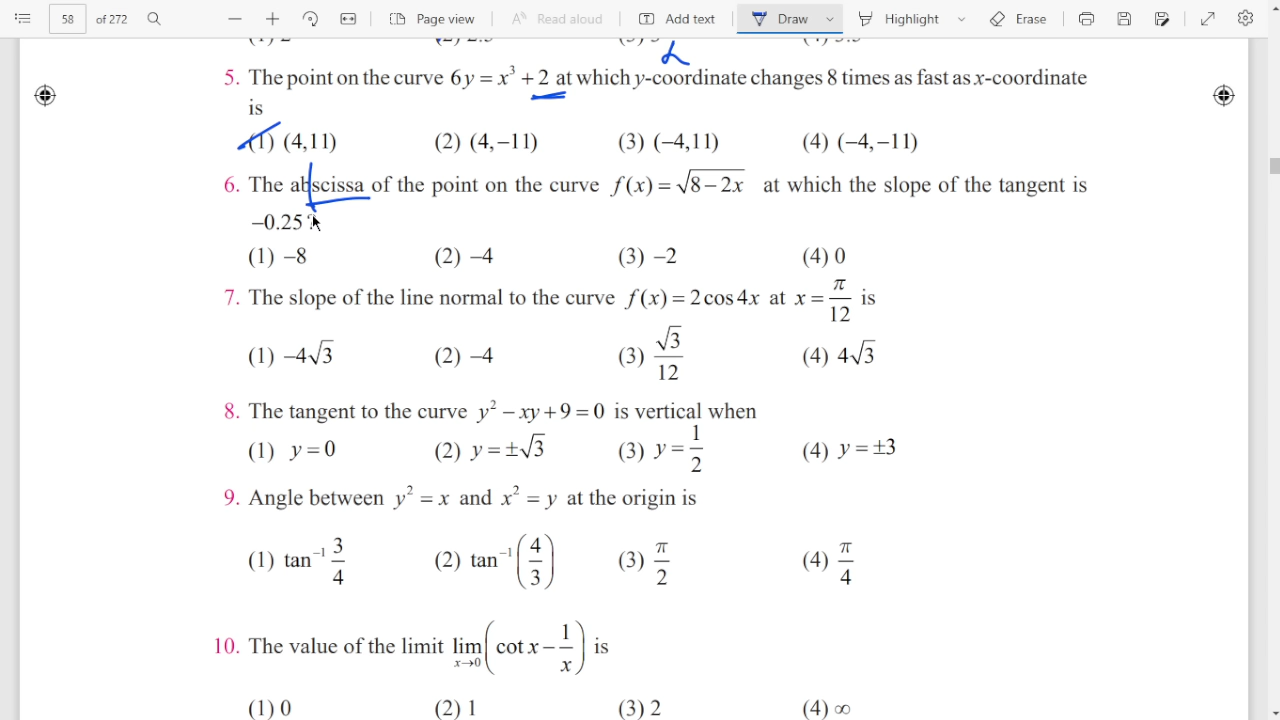 58 of 272 Page view Read aloud Add text Draw Highlight Erase
5. The point on the curve 6y = x³ + 2 at which y-coordinate changes 8 times as fast as x-coordinate
is
(1) (4,11) (2) (4,−11) (3) (−4,11) (4) (−4,−11)
6. The abscissa of the point on the curve f(x) = √(8−2x) at which the slope of the tangent is
−0.25 ?
(1) −8 (2) −4 (3) −2 (4) 0
7. The slope of the line normal to the curve f(x) = 2cos4x at x = π/12 is
(1) −4√3 (2) −4 (3) √3/12 (4) 4√3
8. The tangent to the curve y² − xy + 9 = 0 is vertical when
(1) y = 0 (2) y = ±√3 (3) y = 1/2 (4) y = ±3
9. Angle between y² = x and x² = y at the origin is
(1) tan⁻¹ 3/4 (2) tan⁻¹(4/3) (3) π/2 (4) π/4
10. The value of the limit lim x→0 (cot x − 1/x) is
(1) 0 (2) 1 (3) 2 (4) ∞